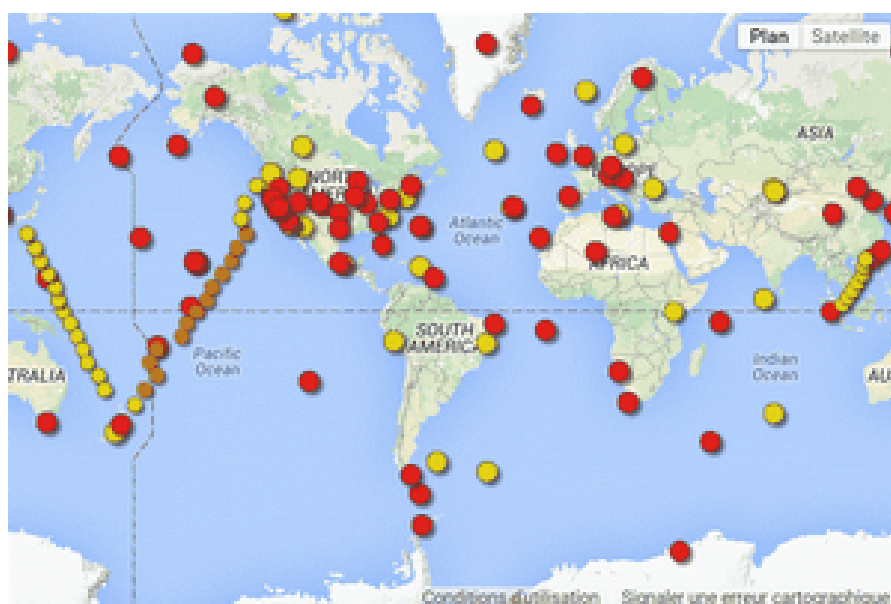 Plan Satellite
ASIA
NORTH
AMERICA
Atlantic
Ocean
AFRICA
SOUTH
AMERICA
Pacific
Ocean
Indian
Ocean
TRALIA
AU
Conditions d'utilisation Signaler une erreur cartographique